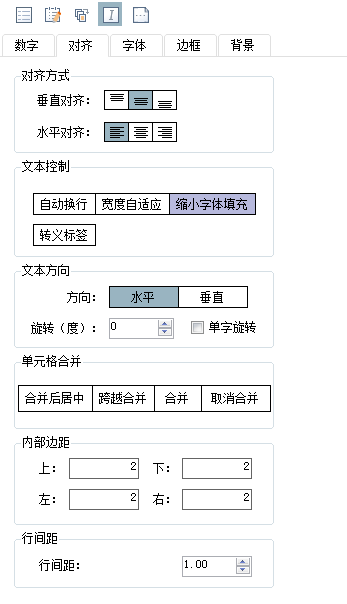 数字 对齐 字体 边框 背景
对齐方式
垂直对齐：
水平对齐：
文本控制
自动换行 宽度自适应 缩小字体填充
转义标签
文本方向
方向： 水平 垂直
旋转（度）： 0 单字旋转
单元格合并
合并后居中 跨越合并 合并 取消合并
内部边距
上： 2 下： 2
左： 2 右： 2
行间距
行间距： 1.00